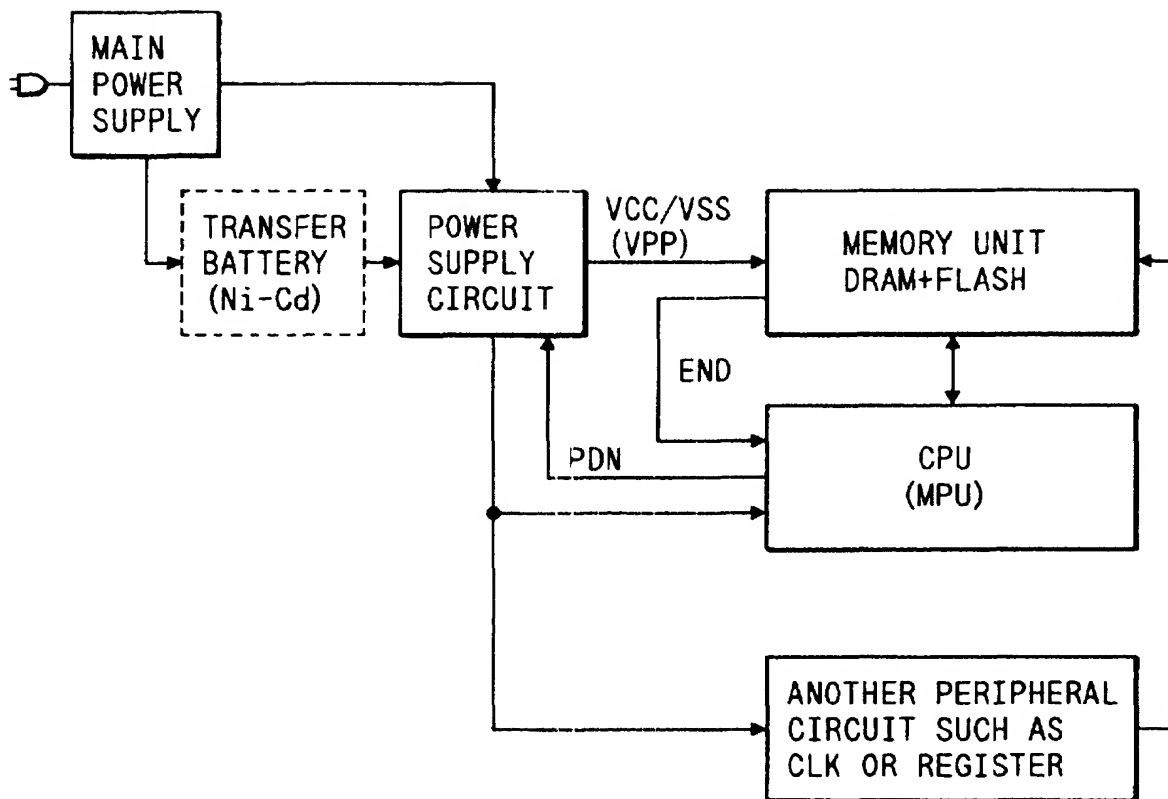 MAIN
POWER
SUPPLY
TRANSFER
BATTERY
(Ni-Cd)
POWER
SUPPLY
CIRCUIT
VCC/VSS
(VPP)
MEMORY UNIT
DRAM+FLASH
END
PDN
CPU
(MPU)
ANOTHER PERIPHERAL
CIRCUIT SUCH AS
CLK OR REGISTER